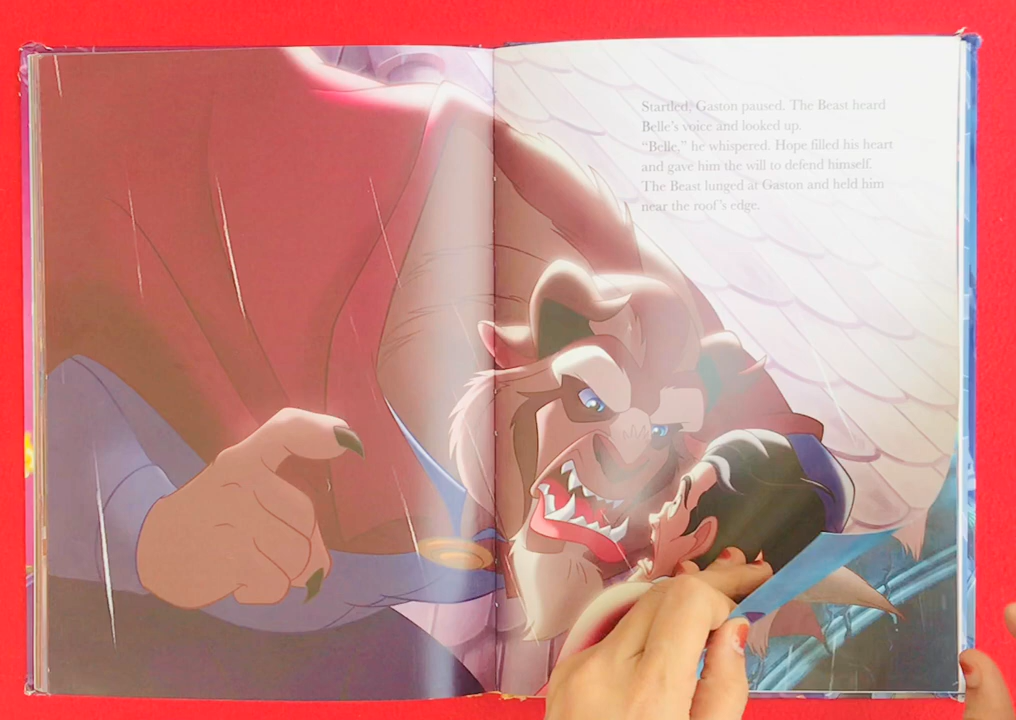 Startled, Gaston paused. The Beast heard
Belle's voice and looked up.
"Belle," he whispered. Hope filled his heart
and gave him the will to defend himself.
The Beast lunged at Gaston and held him
near the roof's edge.